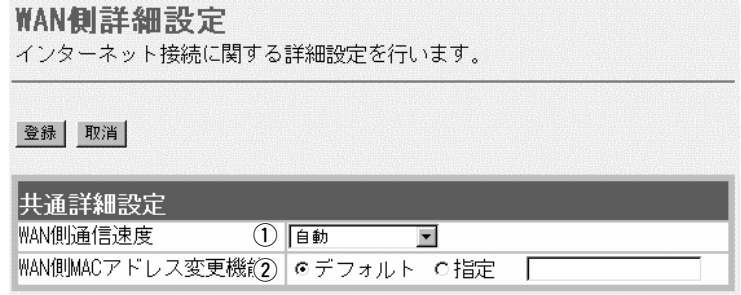 WAN側詳細設定
インターネット接続に関する詳細設定を行います。
登録 取消
共通詳細設定
WAN側通信速度 ① 自動
WAN側MACアドレス変更機能② デフォルト 指定